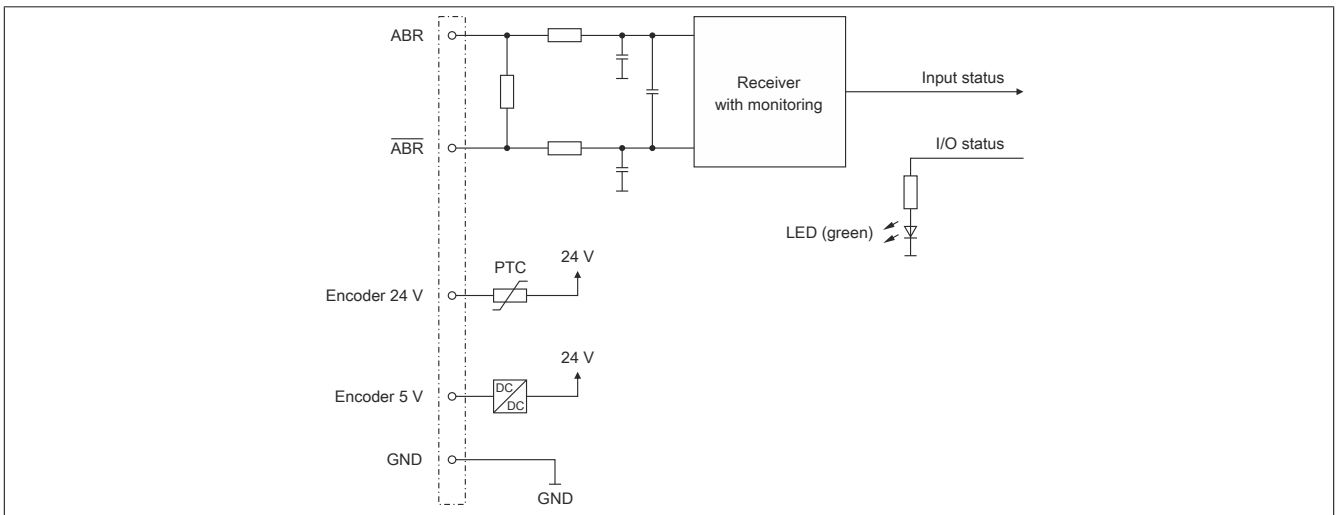 ABR
Receiver
with monitoring
Input status
A̅B̅R̅
I/O status
LED (green)
24 V
PTC
Encoder 24 V
24 V
Encoder 5 V
DC
DC
GND
GND